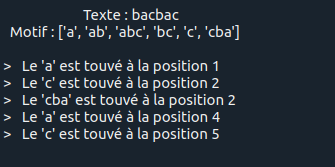 Texte : bacbac
Motif : ['a', 'ab', 'abc', 'bc', 'c', 'cba']
> Le 'a' est touvé à la position 1
> Le 'c' est touvé à la position 2
> Le 'cba' est touvé à la position 2
> Le 'a' est touvé à la position 4
> Le 'c' est touvé à la position 5